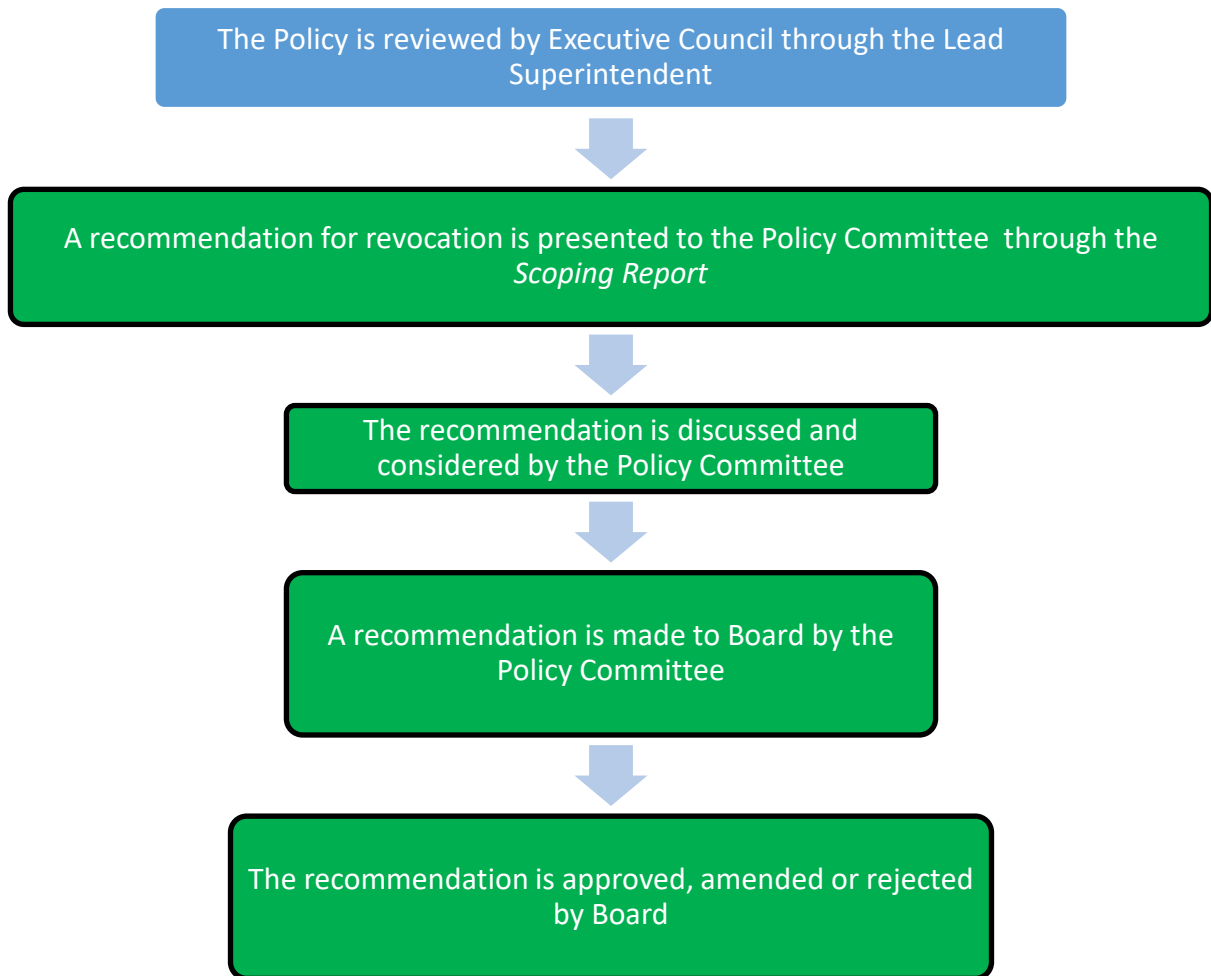 The Policy is reviewed by Executive Council through the Lead
Superintendent
A recommendation for revocation is presented to the Policy Committee  through the
Scoping Report
The recommendation is discussed and
considered by the Policy Committee
A recommendation is made to Board by the
Policy Committee
The recommendation is approved, amended or rejected
by Board